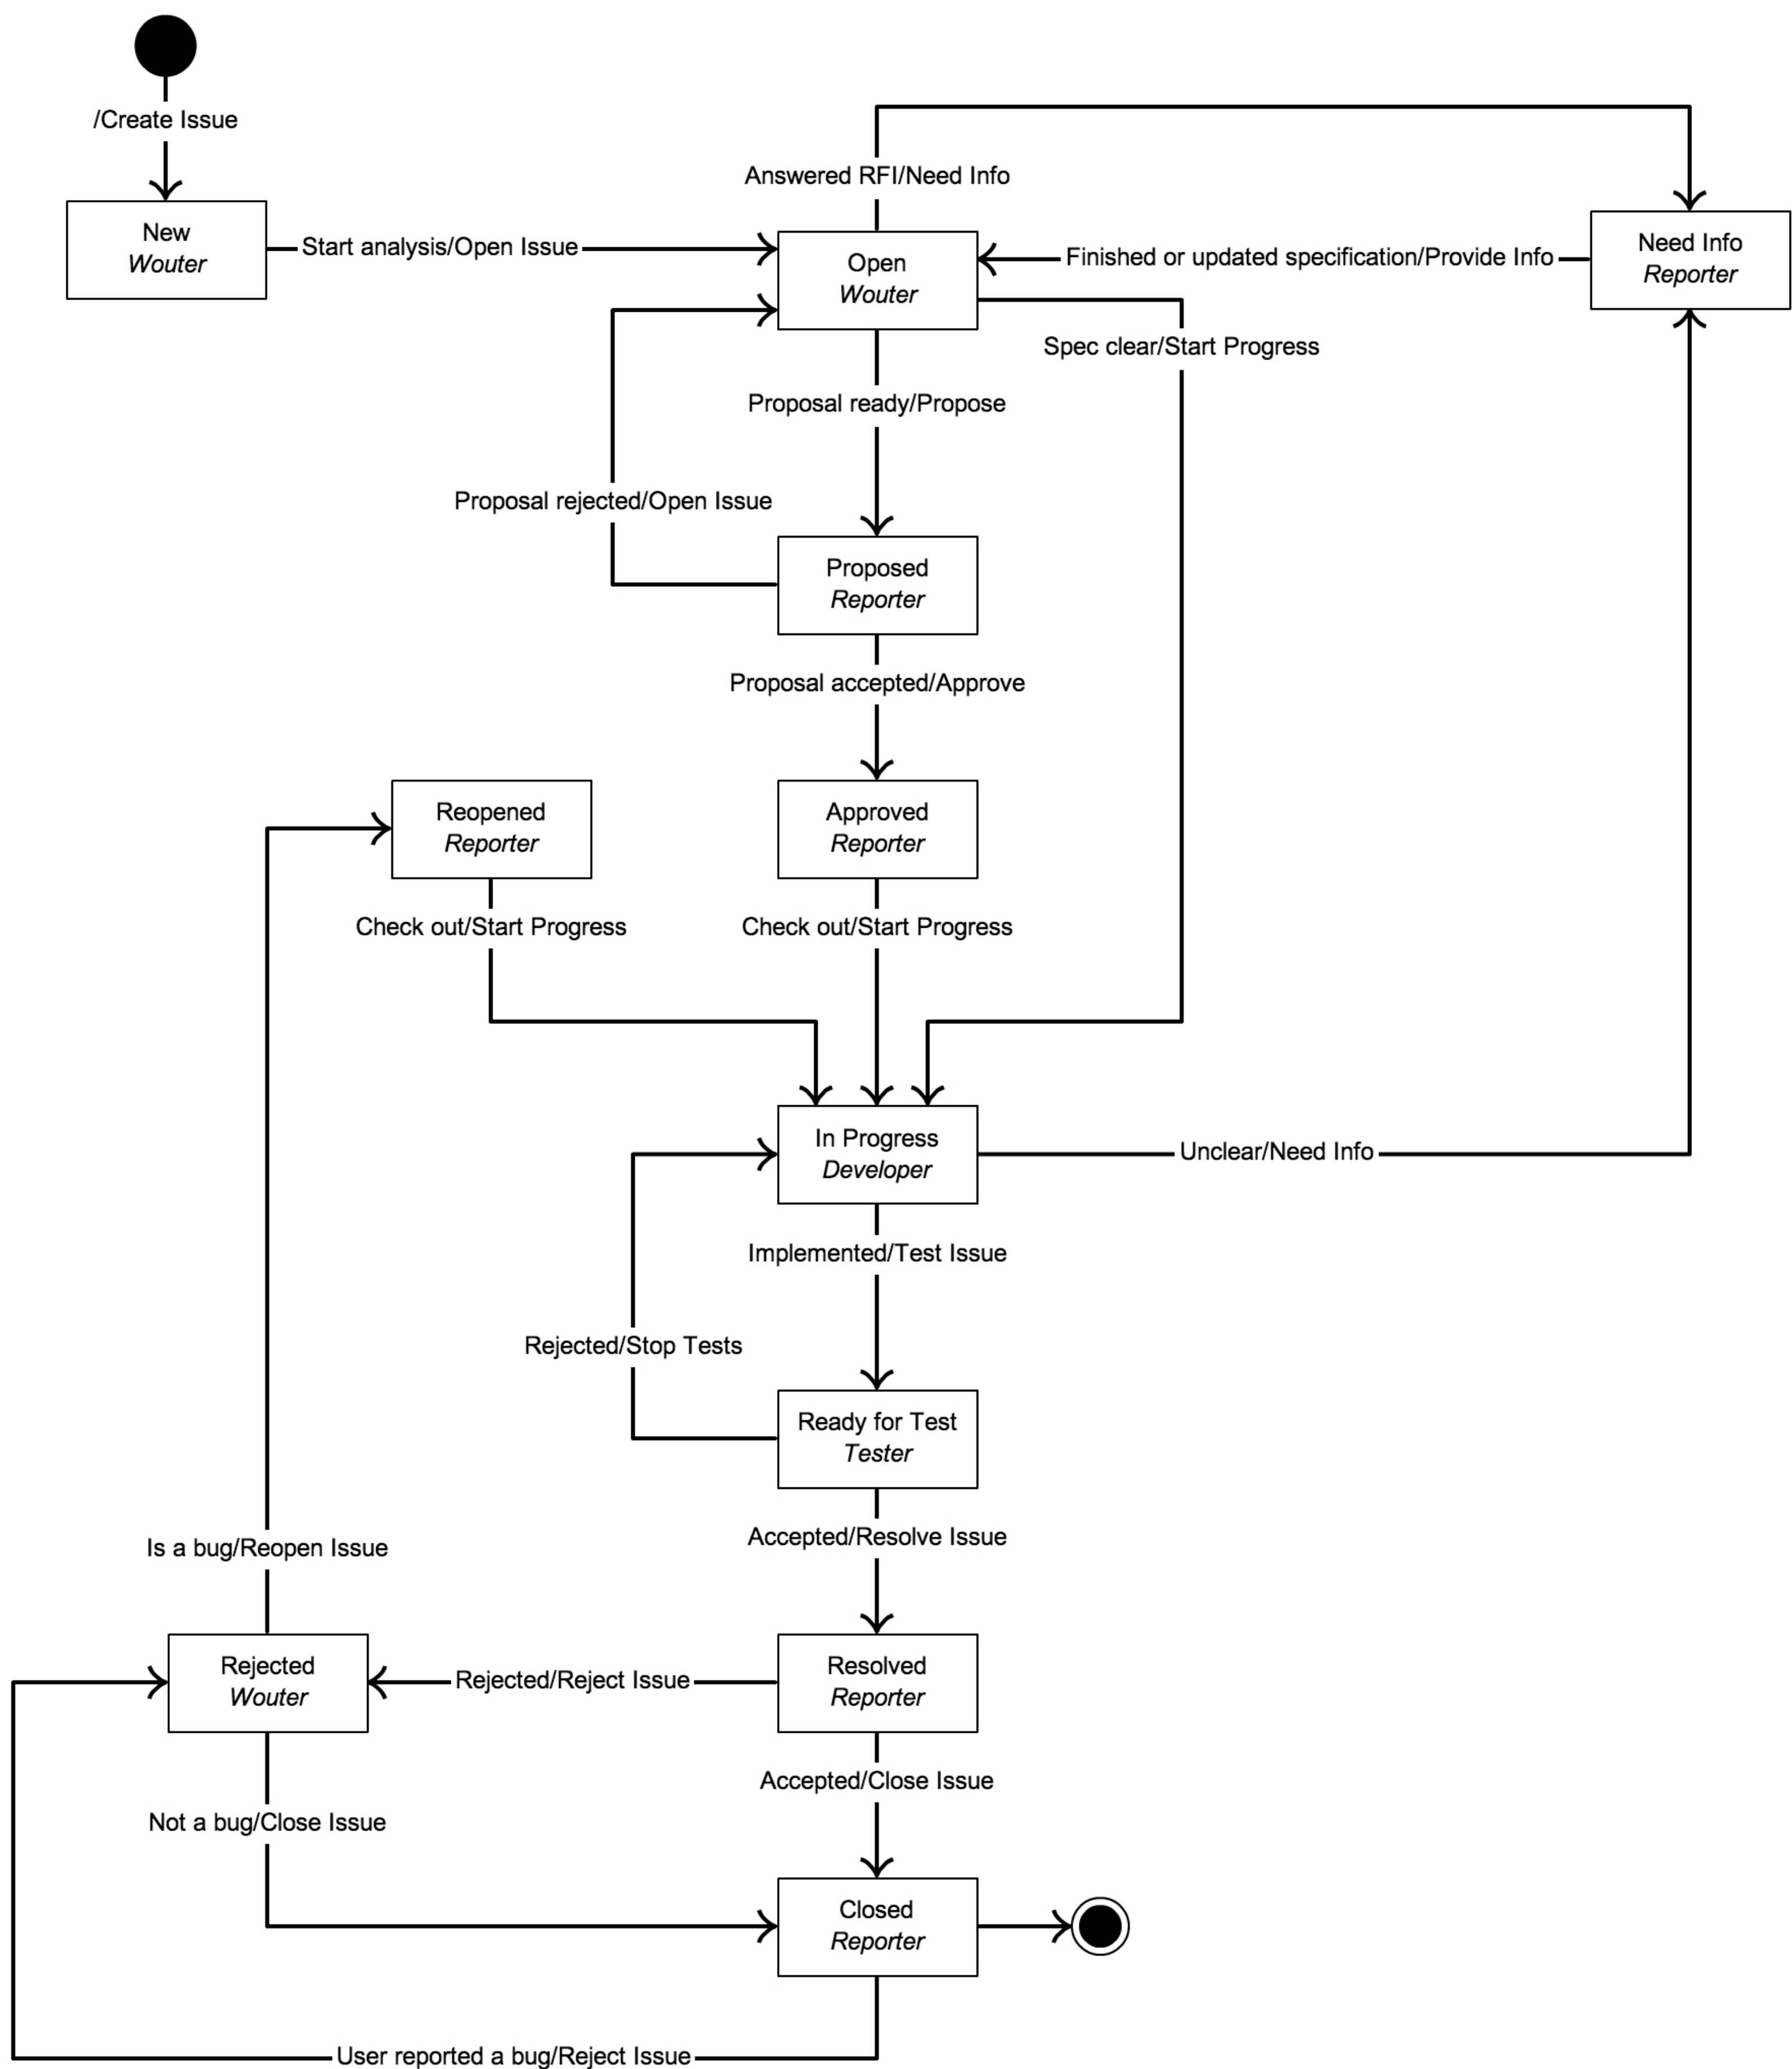 /Create Issue
New
Wouter
Start analysis/Open Issue
Answered RFI/Need Info
Open
Wouter
Finished or updated specification/Provide Info
Need Info
Reporter
Spec clear/Start Progress
Proposal ready/Propose
Proposal rejected/Open Issue
Proposed
Reporter
Proposal accepted/Approve
Reopened
Reporter
Approved
Reporter
Check out/Start Progress
Check out/Start Progress
In Progress
Developer
Unclear/Need Info
Implemented/Test Issue
Rejected/Stop Tests
Ready for Test
Tester
Accepted/Resolve Issue
Is a bug/Reopen Issue
Rejected
Wouter
Rejected/Reject Issue
Resolved
Reporter
Accepted/Close Issue
Not a bug/Close Issue
Closed
Reporter
User reported a bug/Reject Issue